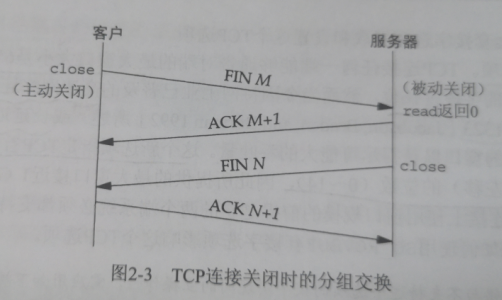 客户
服务器
close
(主动关闭)
FIN M
(被动关闭)
read返回0
ACK M+1
FIN N
close
ACK N+1
图2-3 TCP连接关闭时的分组交换